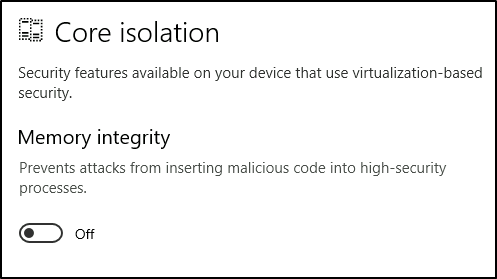 Core isolation
Security features available on your device that use virtualization-based
security.
Memory integrity
Prevents attacks from inserting malicious code into high-security
processes.
Off